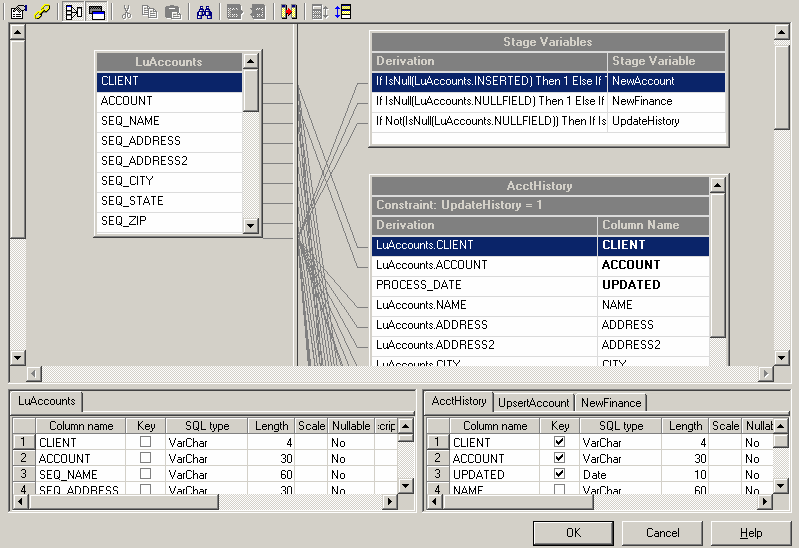 LuAccounts
CLIENT
ACCOUNT
SEQ_NAME
SEQ_ADDRESS
SEQ_ADDRESS2
SEQ_CITY
SEQ_STATE
SEQ_ZIP
Stage Variables
Derivation Stage Variable
If IsNull(LuAccounts.INSERTED) Then 1 Else If NewAccount
If IsNull(LuAccounts.NULLFIELD) Then 1 Else If NewFinance
If Not(IsNull(LuAccounts.NULLFIELD)) Then If Is UpdateHistory
AcctHistory
Constraint: UpdateHistory = 1
Derivation Column Name
LuAccounts.CLIENT CLIENT
LuAccounts.ACCOUNT ACCOUNT
PROCESS_DATE UPDATED
LuAccounts.NAME NAME
LuAccounts.ADDRESS ADDRESS
LuAccounts.ADDRESS2 ADDRESS2
LuAccounts.CITY CITY
LuAccounts
Column name Key SQL type Length Scale Nullable scrip
1 CLIENT VarChar 4 No
2 ACCOUNT VarChar 30 No
3 SEQ_NAME VarChar 60 No
4 SEQ_ADDRESS VarChar 30 No
AcctHistory UpsertAccount NewFinance
Column name Key SQL type Length Scale Nullal
1 CLIENT VarChar 4 No
2 ACCOUNT VarChar 30 No
3 UPDATED Date 10 No
4 NAME VarChar 60 No
OK Cancel Help